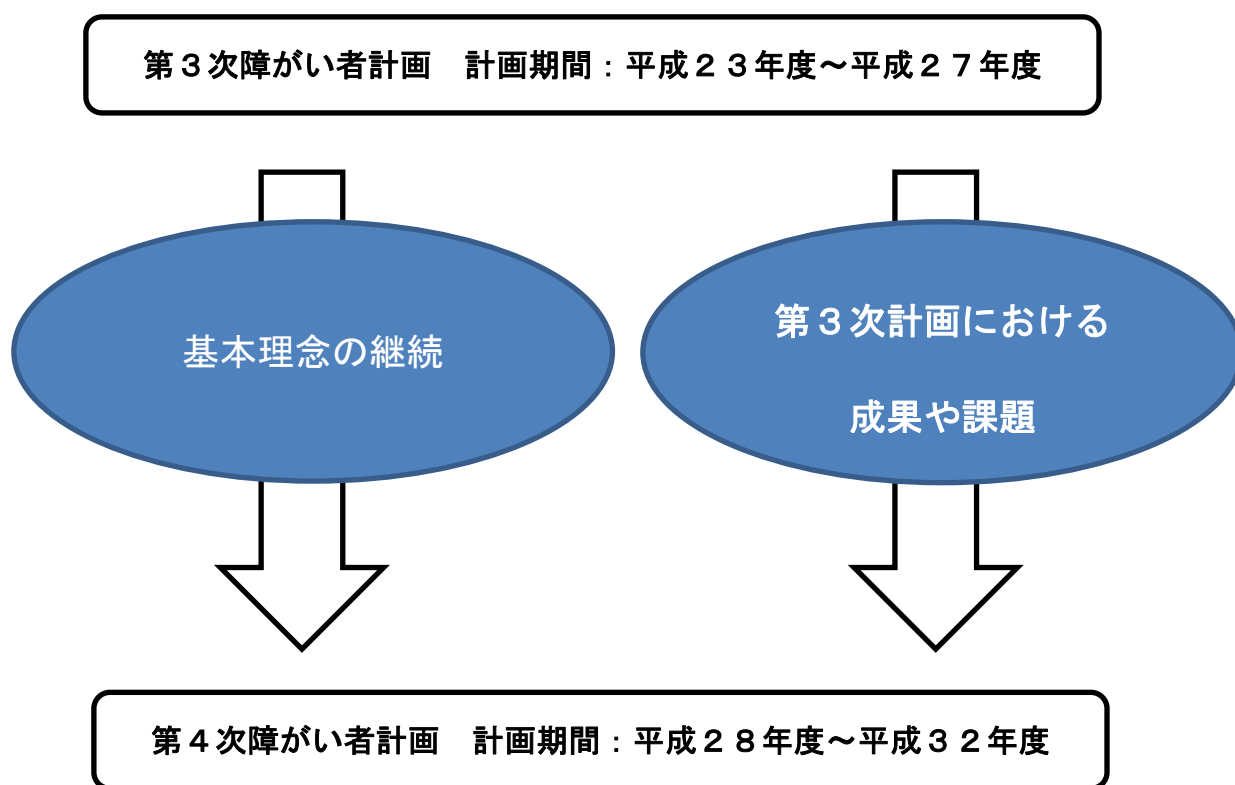 第３次障がい者計画　計画期間：平成２３年度～平成２７年度
基本理念の継続
第３次計画における
成果や課題
第４次障がい者計画　計画期間：平成２８年度～平成３２年度